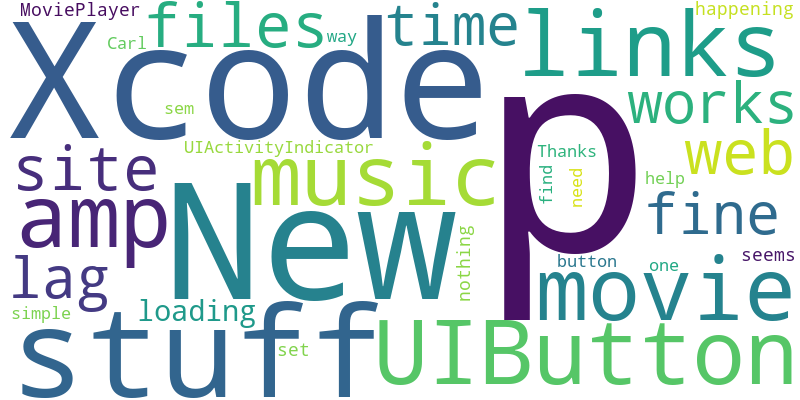 MoviePlayer
files
time
links
happening
Carl
way
Xcode
p
works
sem
UIActivityIndicator
site
music
Thanks
web
find
need
help
amp
New
fine
nothing
lag
button
one
seems
movie
simple
loading
stuff
set
UIButton